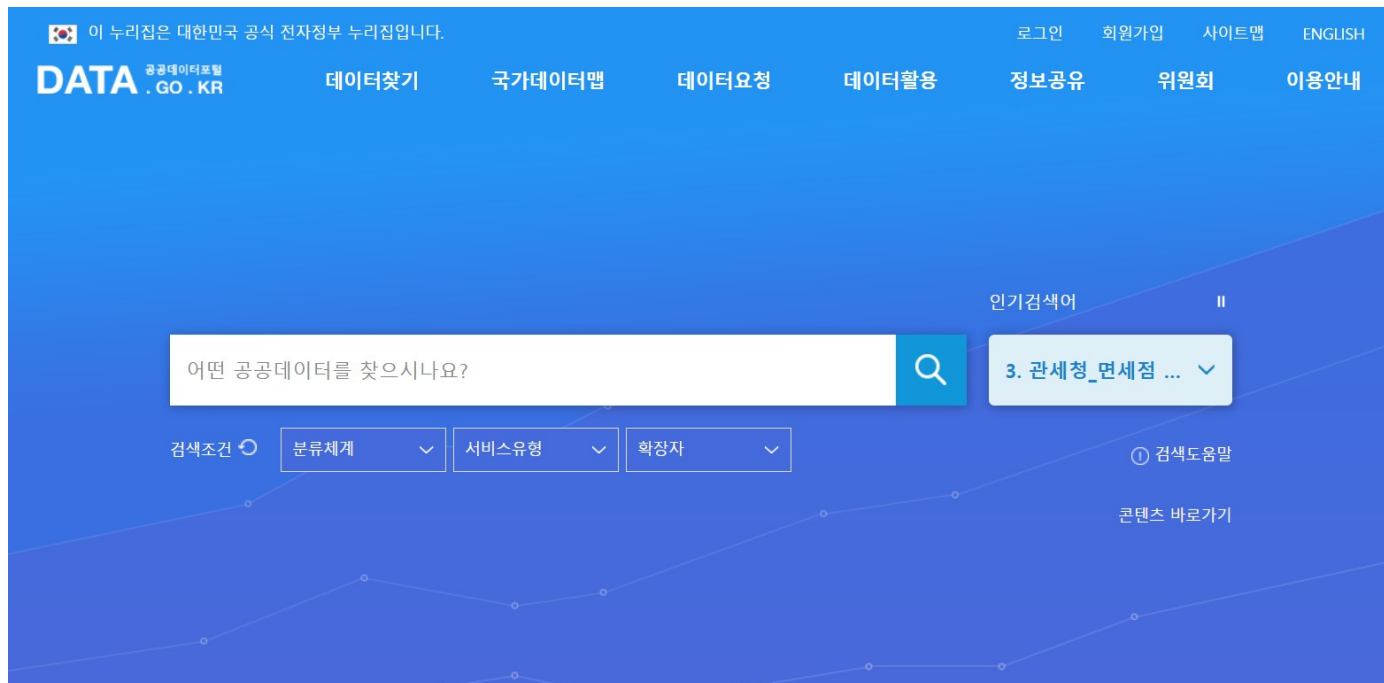 이 누리집은 대한민국 공식 전자정부 누리집입니다.
로그인 회원가입 사이트맵 ENGLISH
DATA 공공데이터포털 .GO.KR
데이터찾기 국가데이터맵 데이터요청 데이터활용 정보공유 위원회 이용안내
인기검색어
어떤 공공데이터를 찾으시나요?
3. 관세청_면세점 ...
검색조건 분류체계 서비스유형 확장자
검색도움말
콘텐츠 바로가기